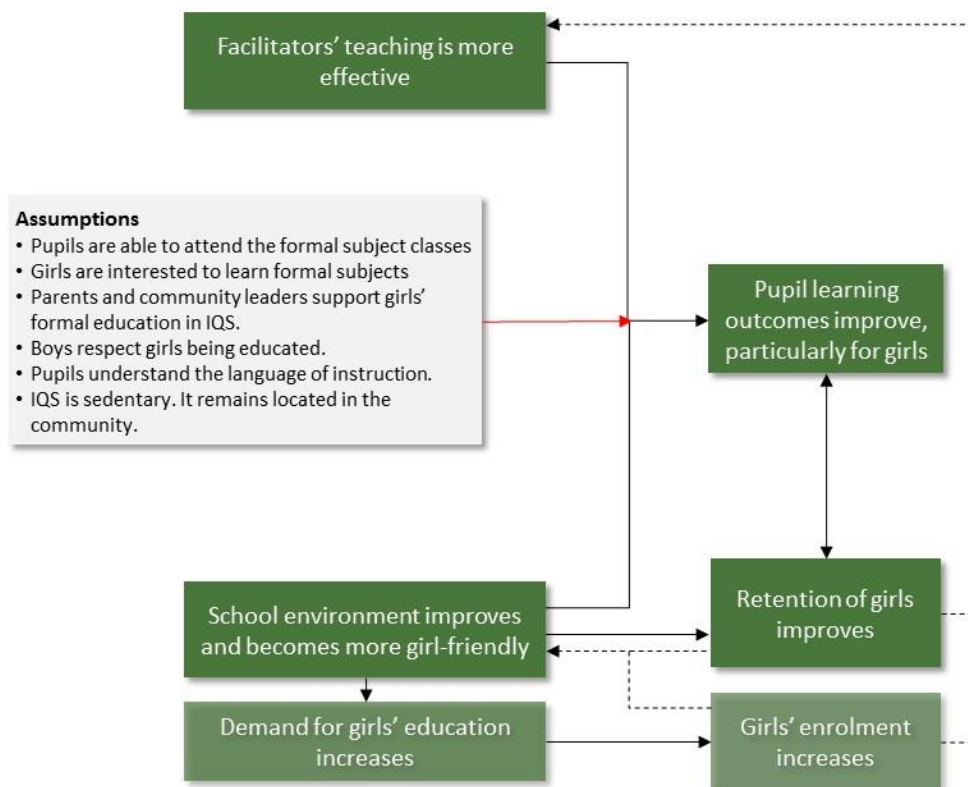 Facilitators’ teaching is more
effective
Assumptions
• Pupils are able to attend the formal subject classes
• Girls are interested to learn formal subjects
• Parents and community leaders support girls’
formal education in IQS.
• Boys respect girls being educated.
• Pupils understand the language of instruction.
• IQS is sedentary. It remains located in the
community.
Pupil learning
outcomes improve,
particularly for girls
School environment improves
and becomes more girl-friendly
Retention of girls
improves
Demand for girls’ education
increases
Girls’ enrolment
increases